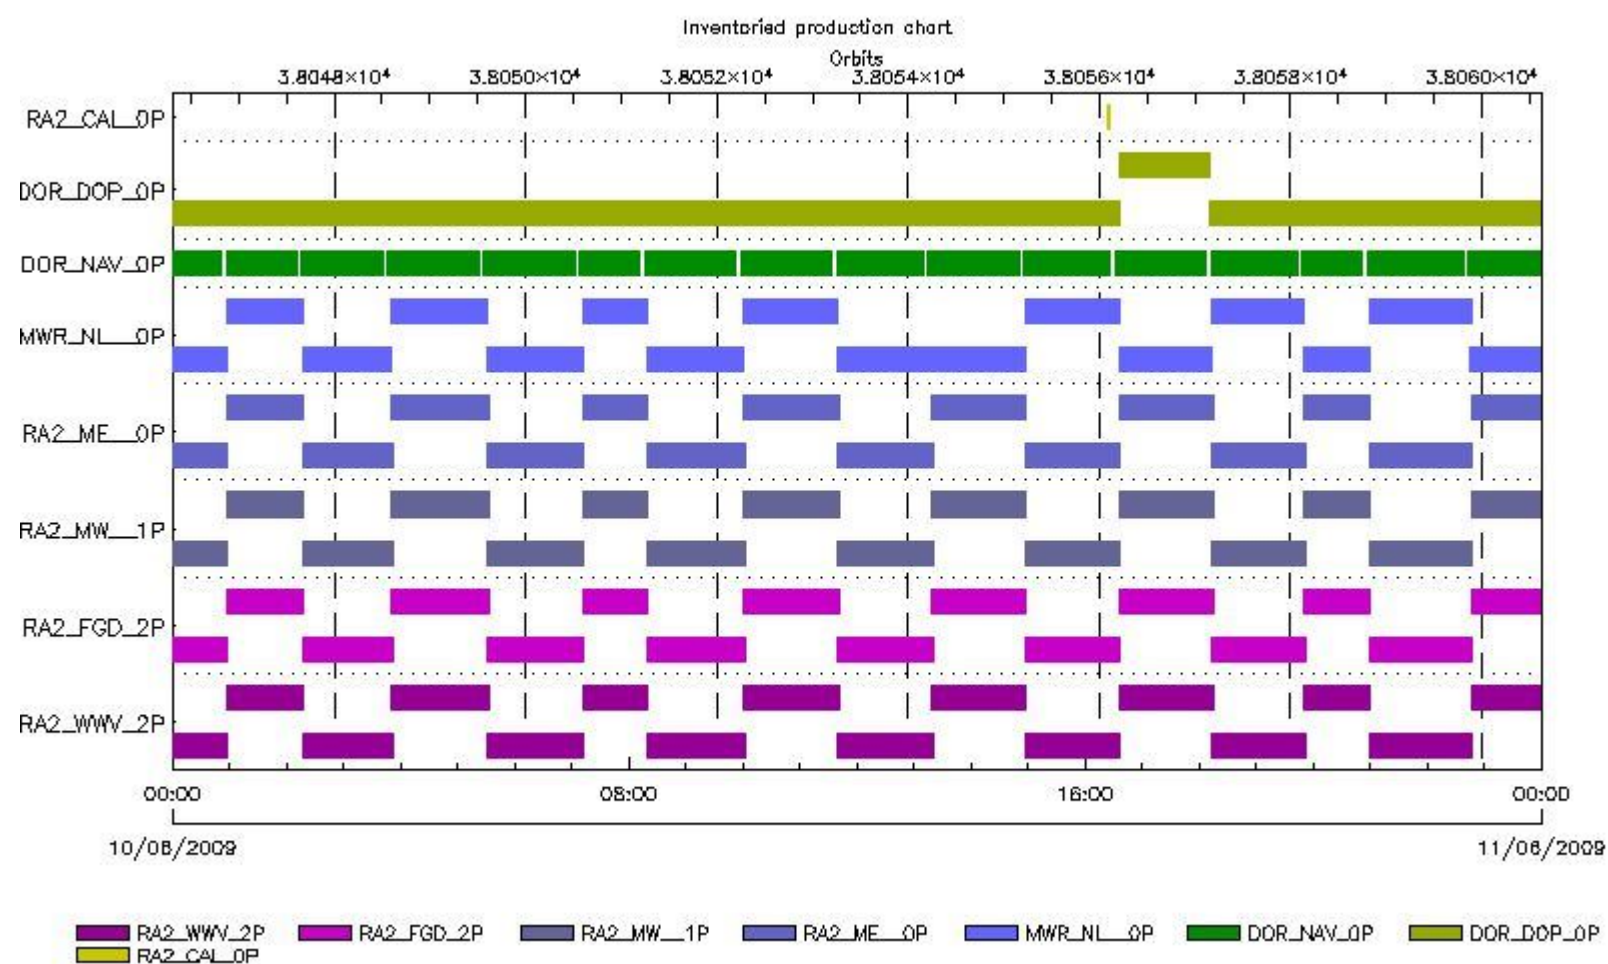 Inventoried production chart
Orbits
3.8048×10⁴ 3.8050×10⁴ 3.8052×10⁴ 3.8054×10⁴ 3.8056×10⁴ 3.8058×10⁴ 3.8060×10⁴
RA2_CAL_0P
DOR_DOP_0P
DOR_NAV_0P
MWR_NL__0P
RA2_ME__0P
RA2_MW__1P
RA2_FGD_2P
RA2_WWV_2P
00:00 08:00 16:00 00:00
10/06/2009 11/06/2009
RA2_WWV_2P RA2_FGD_2P RA2_MW__1P RA2_ME__0P MWR_NL__0P DOR_NAV_0P DOR_DOP_0P
RA2_CAL_0P